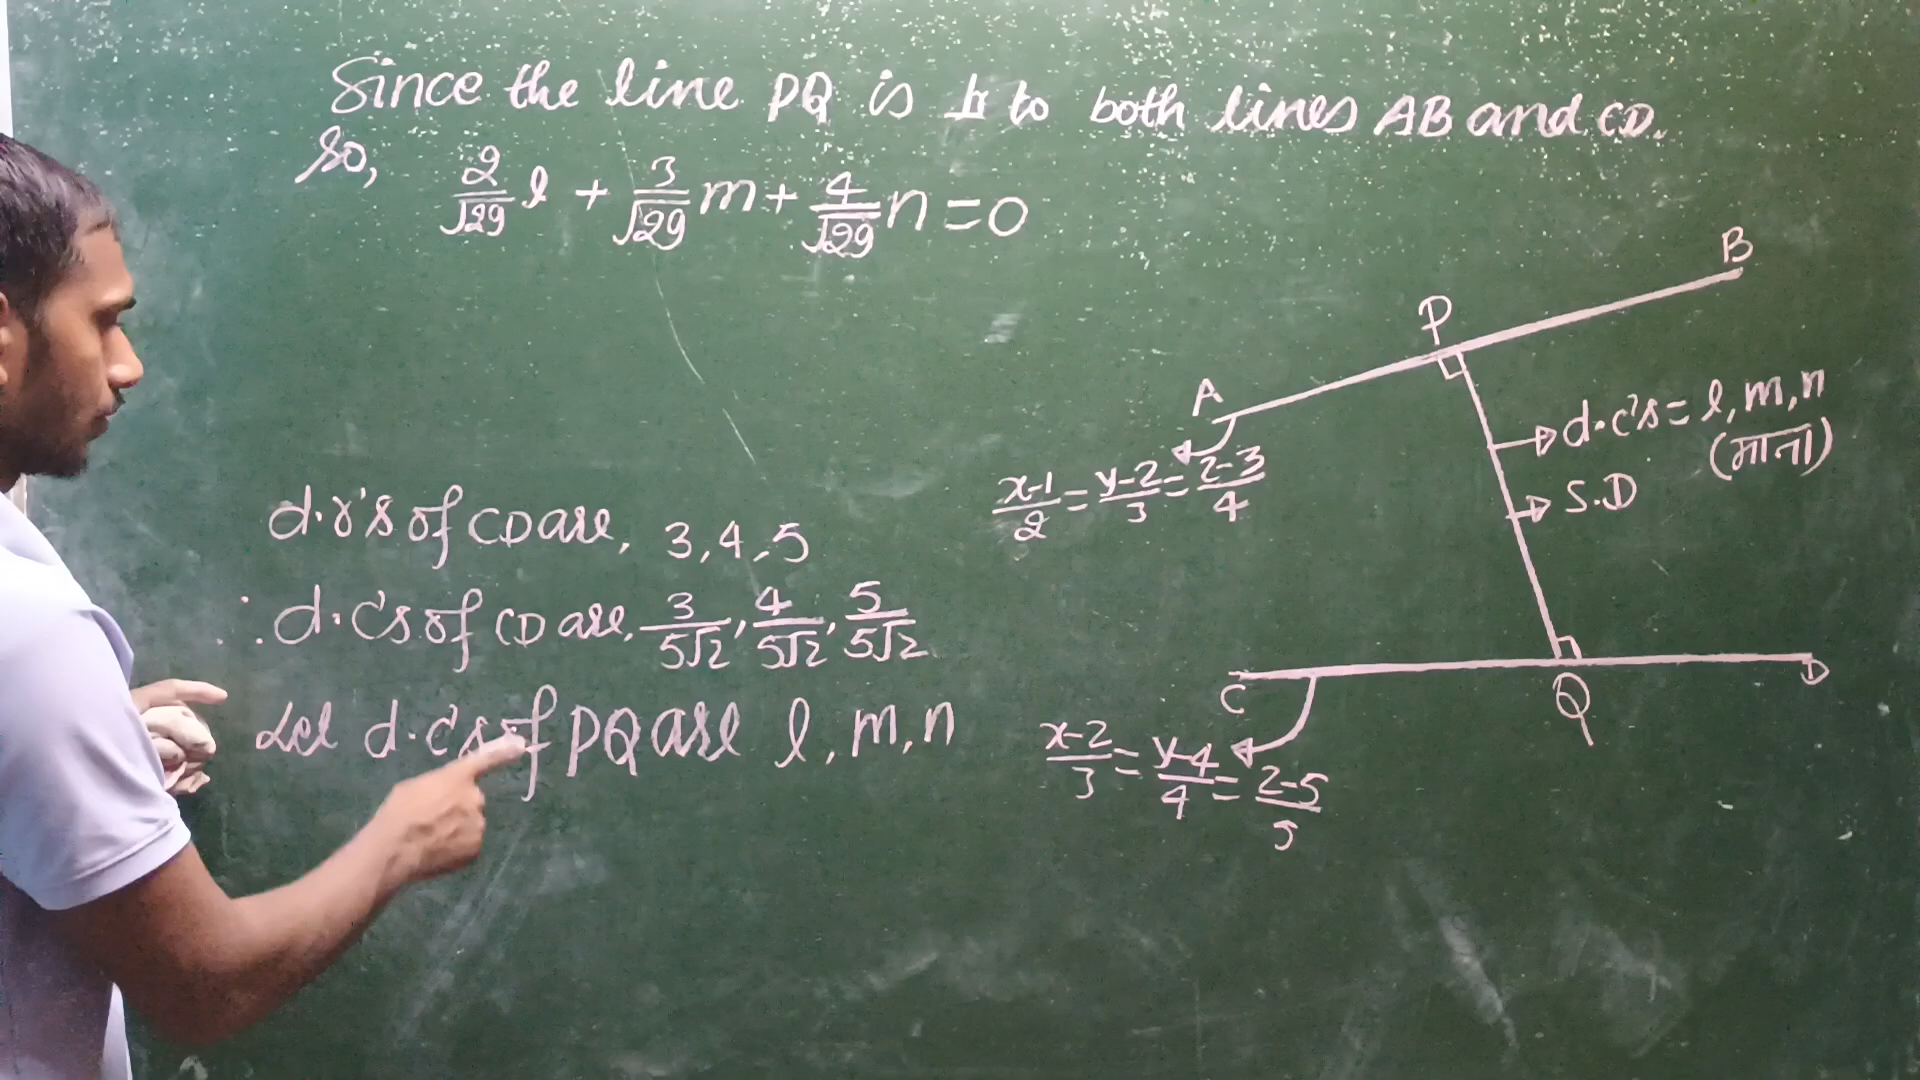 Since the line PQ is ⊥r to both lines AB and CD.
So, 2/√29 l + 3/√29 m + 4/√29 n = 0
d.r's of CD are, 3, 4, 5
∴ d.c's of CD are, 3/5√2, 4/5√2, 5/5√2
Let d.c's of PQ are l, m, n
B
P
A
d.c's = l, m, n
(माना)
S.D
x-1/2 = y-2/3 = z-3/4
C
Q
D
x-2/3 = y-4/4 = z-5/5